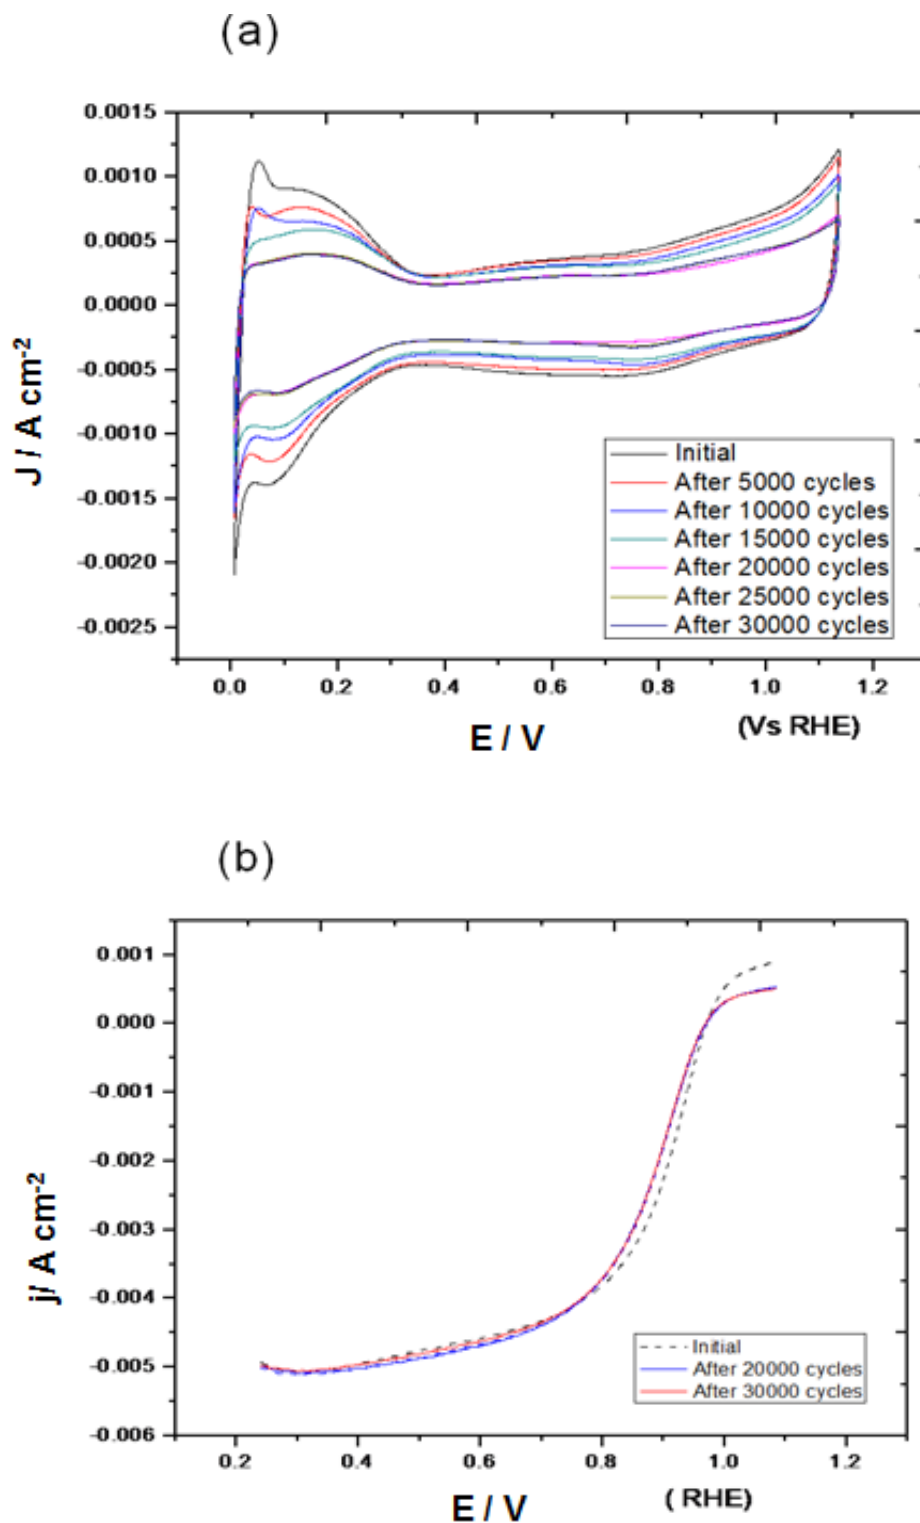 (a)
0.0015
0.0010
0.0005
0.0000
-0.0005
-0.0010
-0.0015
-0.0020
-0.0025
J / A cm-2
Initial
After 5000 cycles
After 10000 cycles
After 15000 cycles
After 20000 cycles
After 25000 cycles
After 30000 cycles
0.0 0.2 0.4 0.6 0.8 1.0 1.2
E / V (Vs RHE)
(b)
0.001
0.000
-0.001
-0.002
-0.003
-0.004
-0.005
-0.006
j/ A cm-2
Initial
After 20000 cycles
After 30000 cycles
0.2 0.4 0.6 0.8 1.0 1.2
E / V ( RHE)